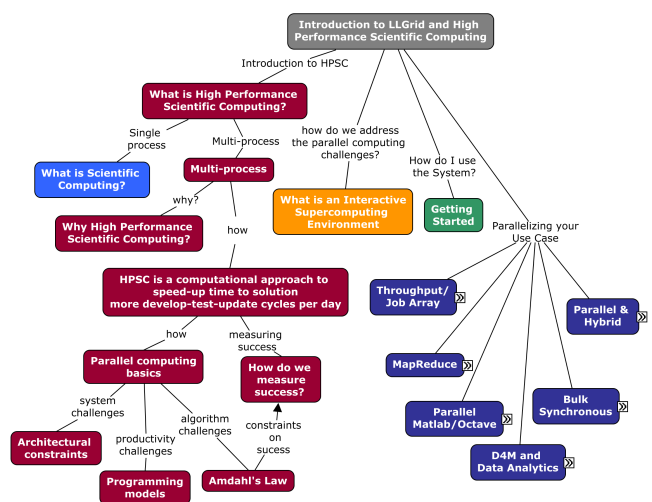 Introduction to LLGrid and High
Performance Scientific Computing
Introduction to HPSC
What is High Performance
Scientific Computing?
Single
process
Multi-process
how do we address
the parallel computing
challenges?
How do I use
the System?
What is Scientific
Computing?
Multi-process
why?
What is an Interactive
Supercomputing
Environment
Getting
Started
Why High Performance
Scientific Computing?
how
Parallelizing your
Use Case
HPSC is a computational approach to
speed-up time to solution
more develop-test-update cycles per day
Throughput/
Job Array
Parallel &
Hybrid
how
measuring
success
Parallel computing
basics
How do we
measure
success?
MapReduce
system
challenges
productivity
challenges
algorithm
challenges
constraints
on
sucess
Parallel
Matlab/Octave
Bulk
Synchronous
Architectural
constraints
D4M and
Data Analytics
Programming
models
Amdahl's Law